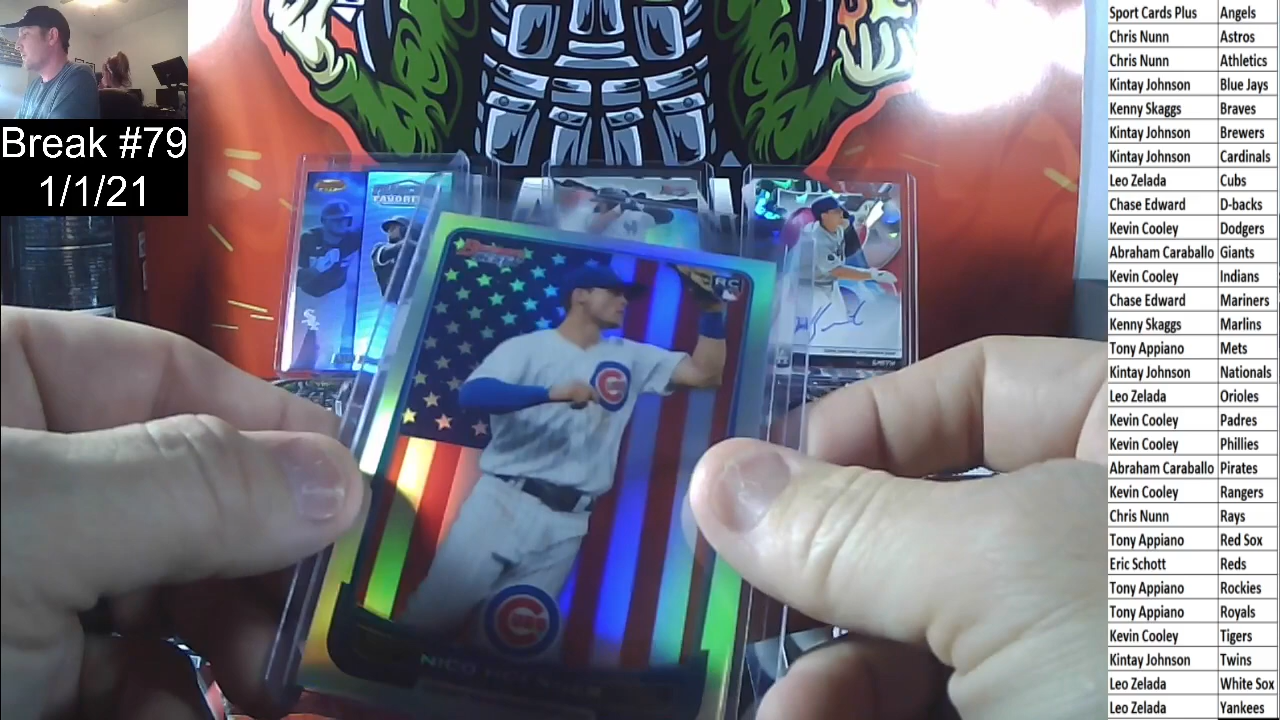 Break #79
1/1/21
Sport Cards Plus Angels
Chris Nunn Astros
Chris Nunn Athletics
Kintay Johnson Blue Jays
Kenny Skaggs Braves
Kintay Johnson Brewers
Kintay Johnson Cardinals
Leo Zelada Cubs
Chase Edward D-backs
Kevin Cooley Dodgers
Abraham Caraballo Giants
Kevin Cooley Indians
Chase Edward Mariners
Kenny Skaggs Marlins
Tony Appiano Mets
Kintay Johnson Nationals
Leo Zelada Orioles
Kevin Cooley Padres
Kevin Cooley Phillies
Abraham Caraballo Pirates
Kevin Cooley Rangers
Chris Nunn Rays
Tony Appiano Red Sox
Eric Schott Reds
Tony Appiano Rockies
Tony Appiano Royals
Kevin Cooley Tigers
Kintay Johnson Twins
Leo Zelada White Sox
Leo Zelada Yankees
Bowman
RC
NICO
SMITH